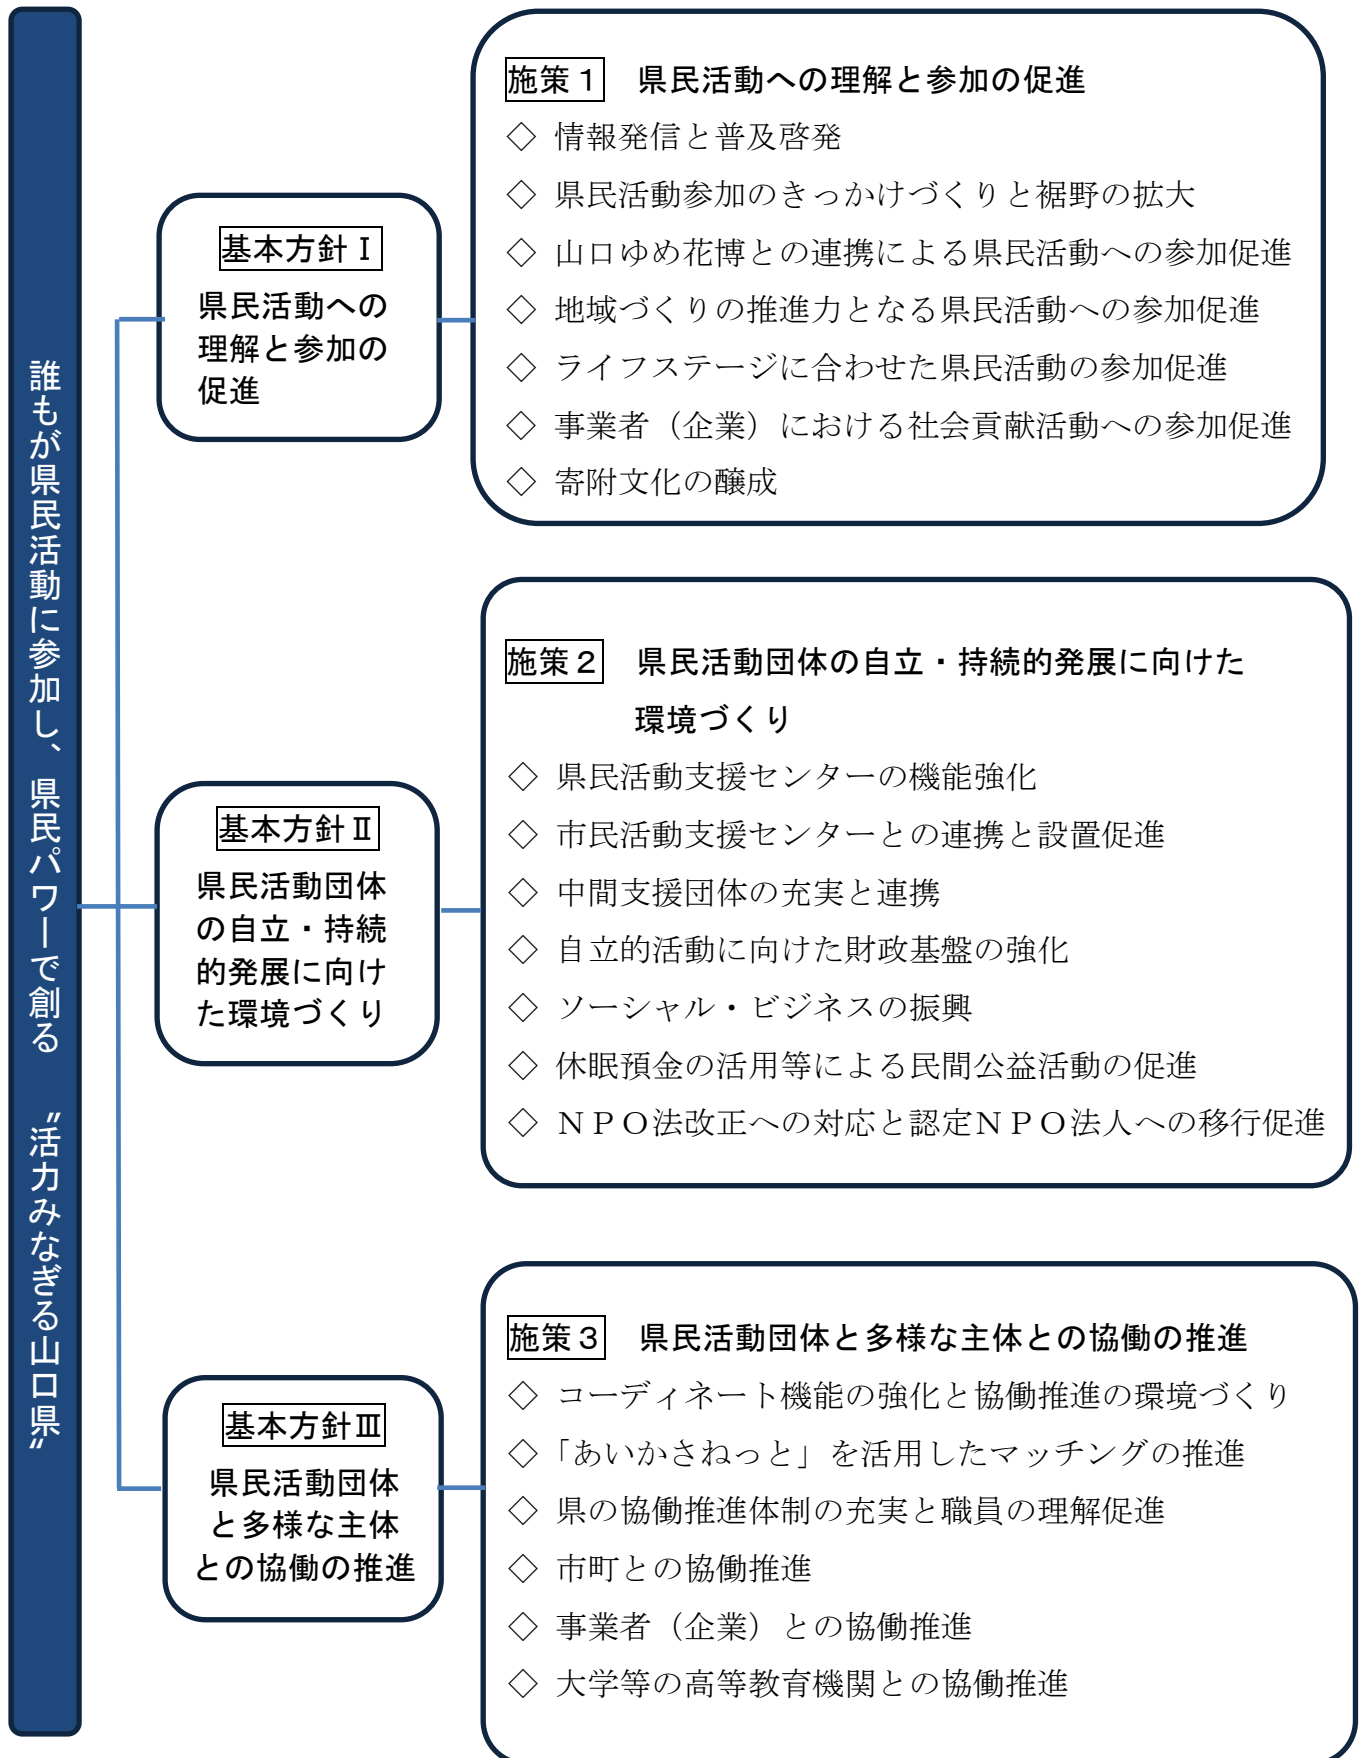 誰もが県民活動に参加し、県民パワーで創る　〝活力みなぎる山口県〟
基本方針Ⅰ
県民活動への
理解と参加の
促進
施策１　県民活動への理解と参加の促進
◇ 情報発信と普及啓発
◇ 県民活動参加のきっかけづくりと裾野の拡大
◇ 山口ゆめ花博との連携による県民活動への参加促進
◇ 地域づくりの推進力となる県民活動への参加促進
◇ ライフステージに合わせた県民活動の参加促進
◇ 事業者（企業）における社会貢献活動への参加促進
◇ 寄附文化の醸成
基本方針Ⅱ
県民活動団体
の自立・持続
的発展に向け
た環境づくり
施策２　県民活動団体の自立・持続的発展に向けた
環境づくり
◇ 県民活動支援センターの機能強化
◇ 市民活動支援センターとの連携と設置促進
◇ 中間支援団体の充実と連携
◇ 自立的活動に向けた財政基盤の強化
◇ ソーシャル・ビジネスの振興
◇ 休眠預金の活用等による民間公益活動の促進
◇ ＮＰＯ法改正への対応と認定ＮＰＯ法人への移行促進
基本方針Ⅲ
県民活動団体
と多様な主体
との協働の推進
施策３　県民活動団体と多様な主体との協働の推進
◇ コーディネート機能の強化と協働推進の環境づくり
◇ 「あいかさねっと」を活用したマッチングの推進
◇ 県の協働推進体制の充実と職員の理解促進
◇ 市町との協働推進
◇ 事業者（企業）との協働推進
◇ 大学等の高等教育機関との協働推進